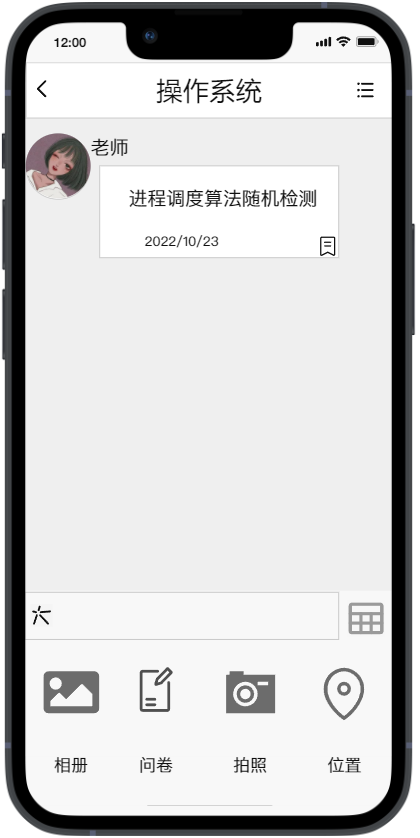 12:00
操作系统
老师
进程调度算法随机检测
2022/10/23
相册 问卷 拍照 位置